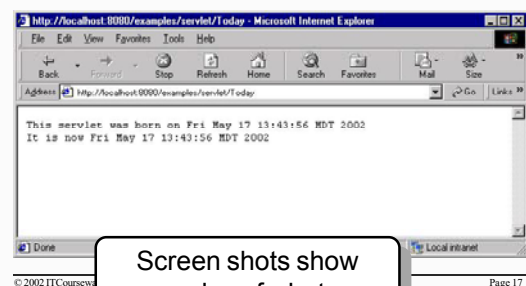 http://localhost:8080/examples/servlet/Today - Microsoft Internet Explorer
File Edit View Favorites Tools Help
Back Forward Stop Refresh Home Search Favorites Mail Size
Address http://localhost:8080/examples/servlet/Today Go Links
This servlet was born on Fri May 17 13:43:56 MDT 2002
It is now Fri May 17 13:43:56 MDT 2002
Done Local intranet
Screen shots show
© 2002 ITCoursewa Page 17